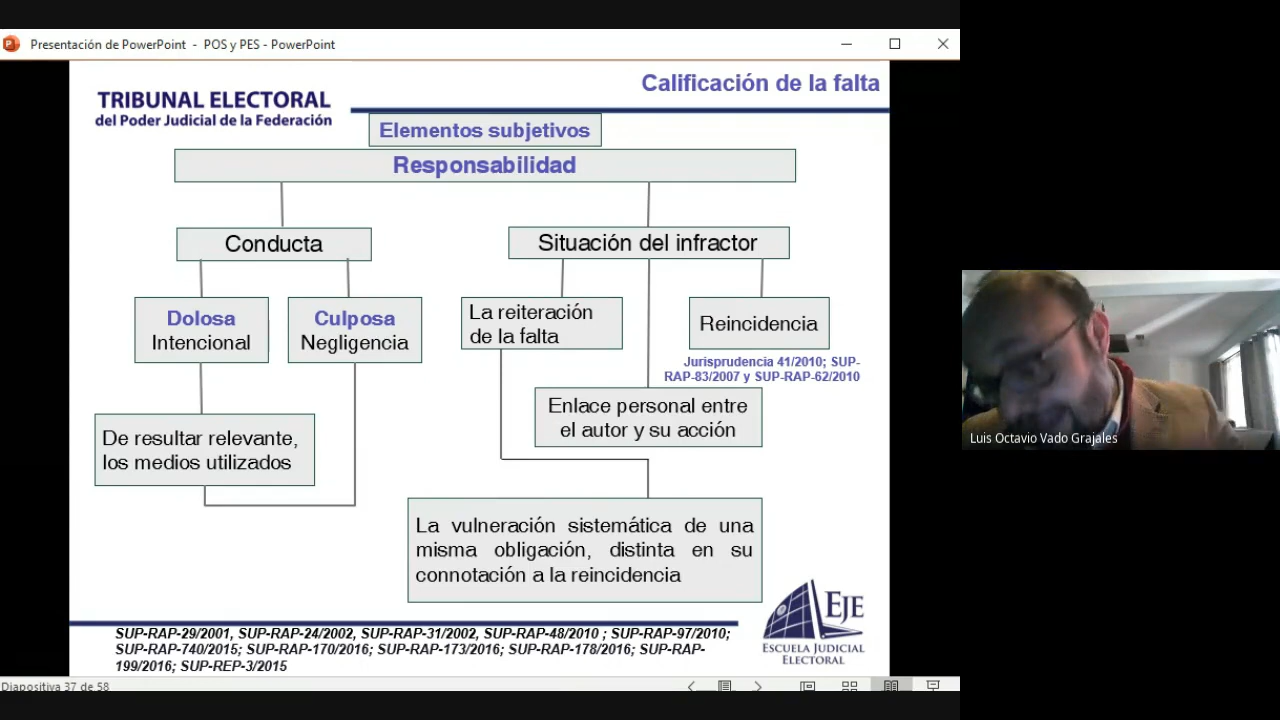 Presentación de PowerPoint - POS y PES - PowerPoint
Calificación de la falta
TRIBUNAL ELECTORAL
del Poder Judicial de la Federación
Elementos subjetivos
Responsabilidad
Conducta
Situación del infractor
Dolosa
Intencional
Culposa
Negligencia
La reiteración
de la falta
Reincidencia
Jurisprudencia 41/2010; SUP-
RAP-83/2007 y SUP-RAP-62/2010
Enlace personal entre
el autor y su acción
De resultar relevante,
los medios utilizados
La vulneración sistemática de una
misma obligación, distinta en su
connotación a la reincidencia
EJE
ESCUELA JUDICIAL
ELECTORAL
SUP-RAP-29/2001, SUP-RAP-24/2002, SUP-RAP-31/2002, SUP-RAP-48/2010 ; SUP-RAP-97/2010;
SUP-RAP-740/2015; SUP-RAP-170/2016; SUP-RAP-173/2016; SUP-RAP-178/2016; SUP-RAP-
199/2016; SUP-REP-3/2015
Diapositiva 37 de 58
Luis Octavio Vado Grajales